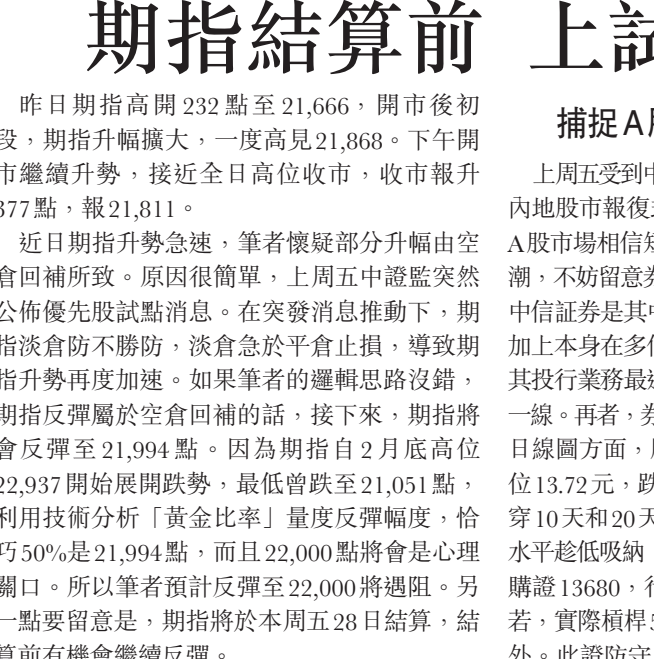 期指結算前 上試
昨日期指高開232點至21,666，開市後初
段，期指升幅擴大，一度高見21,868。下午開
市繼續升勢，接近全日高位收市，收市報升
377點，報21,811。
近日期指升勢急速，筆者懷疑部分升幅由空
倉回補所致。原因很簡單，上周五中證監突然
公佈優先股試點消息。在突發消息推動下，期
指淡倉防不勝防，淡倉急於平倉止損，導致期
指升勢再度加速。如果筆者的邏輯思路沒錯，
期指反彈屬於空倉回補的話，接下來，期指將
會反彈至21,994點。因為期指自2月底高位
22,937開始展開跌勢，最低曾跌至21,051點，
利用技術分析「黃金比率」量度反彈幅度，恰
巧50%是21,994點，而且22,000點將會是心理
關口。所以筆者預計反彈至22,000將遇阻。另
一點要留意是，期指將於本周五28日結算，結
算前有機會繼續反彈。
捕捉A股
上周五受到中
內地股市報復
A股市場相信短
潮，不妨留意券
中信証券是其中
加上本身在多個
其投行業務最
一線。再者，券
日線圖方面，
位13.72元，跌
穿10天和20天
水平趁低吸納
購證13680，行
若，實際槓桿5
外。此證防守